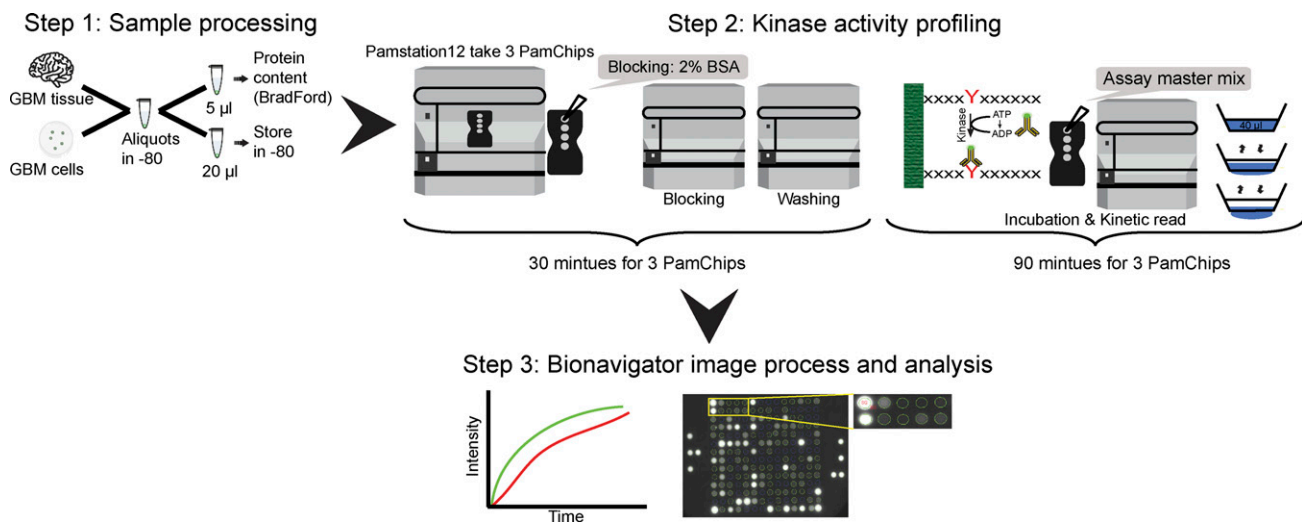 Step 1: Sample processing
GBM tissue
GBM cells
Aliquots
in -80
5 µl
20 µl
Protein
content
(BradFord)
Store
in -80
Step 2: Kinase activity profiling
Pamstation12 take 3 PamChips
Blocking: 2% BSA
Blocking
Washing
30 mintues for 3 PamChips
xxxxx Y xxxxxx
Kinase
ATP
ADP
xxxxx Y xxxxxx
Assay master mix
40 µl
Incubation & Kinetic read
90 mintues for 3 PamChips
Step 3: Bionavigator image process and analysis
Intensity
Time